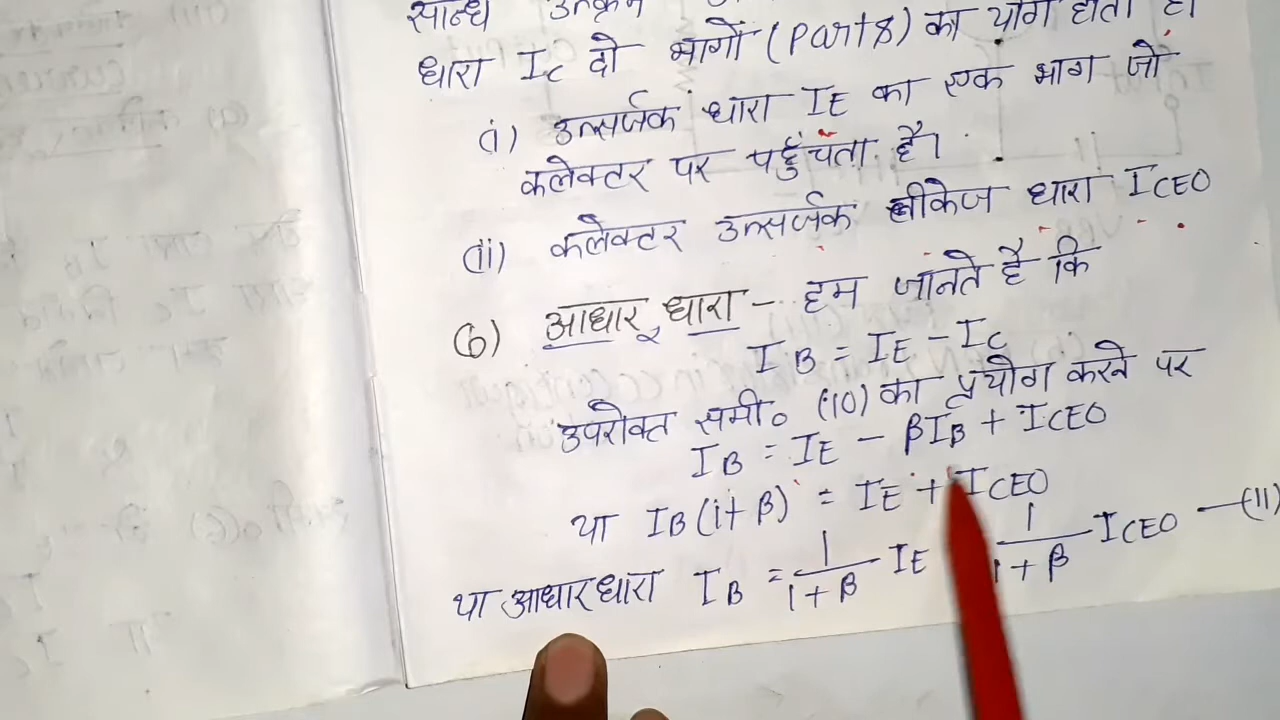 धारा IC दो भागों (Parts) का योग होता है।
(i) उत्सर्जक धारा IE का एक भाग जो
कलेक्टर पर पहुँचता है।
(ii) कलेक्टर उत्सर्जक लीकेज धारा ICEO
(b) आधार धारा - हम जानते है कि
IB = IE - IC
उपरोक्त समी० (10) का प्रयोग करने पर
IB = IE - βIB + ICEO
या IB(1+β) = IE + ICEO
या आधार धारा IB = 1/1+β IE 1/1+β ICEO —(11)